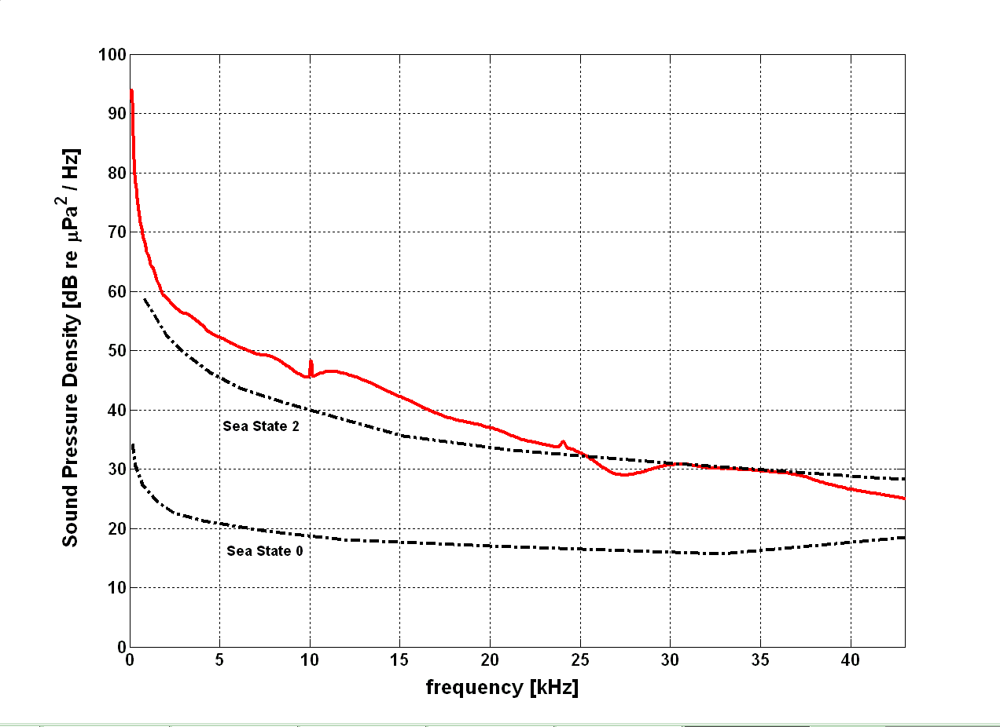 100
90
80
70
60
50
40
30
20
10
0
Sound Pressure Density [dB re μPa² / Hz]
Sea State 2
Sea State 0
0 5 10 15 20 25 30 35 40
frequency [kHz]